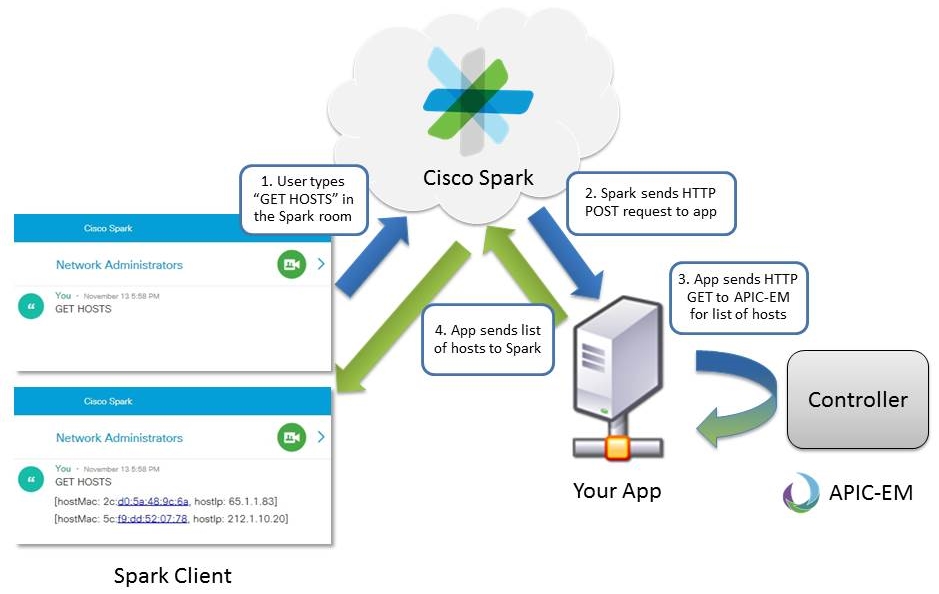 Cisco Spark
1. User types
“GET HOSTS” in
the Spark room
2. Spark sends HTTP
POST request to app
Cisco Spark
Network Administrators
You • November 13 5:58 PM
GET HOSTS
3. App sends HTTP
GET to APIC-EM
for list of hosts
4. App sends list
of hosts to Spark
Controller
Cisco Spark
Network Administrators
You • November 13 5:58 PM
GET HOSTS
[hostMac: 2c:d0:5a:48:9c:6a, hostIp: 65.1.1.83]
[hostMac: 5c:f9:dd:52:07:78, hostIp: 212.1.10.20]
Your App
APIC-EM
Spark Client